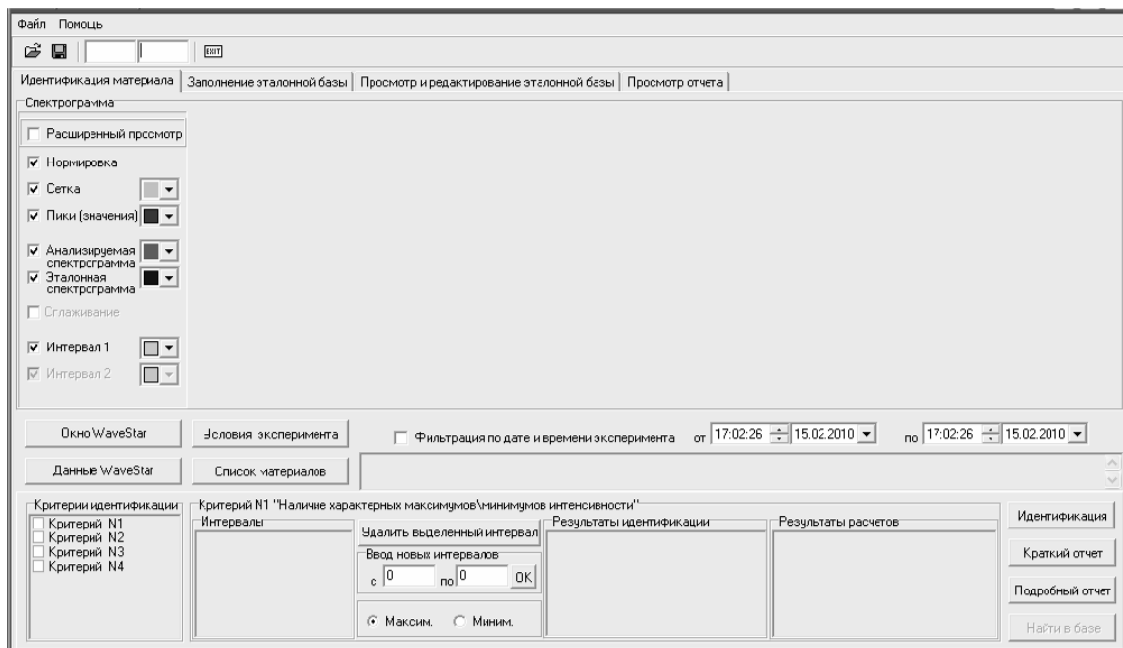 Файл Помощь
EXIT
Идентификация материала Заполнение эталонной базы Просмотр и редактирование эталонной базы Просмотр отчета
Спектрограмма
Расширенный просмотр
Нормировка
Сетка
Пики (значения)
Анализируемая
спектрограмма
Эталонная
спектрограмма
Сглаживание
Интервал 1
Интервал 2
Окно WaveStar Условия эксперимента Фильтрация по дате и времени эксперимента от 17:02:26 15.02.2010 по 17:02:26 15.02.2010
Данные WaveStar Список материалов
Критерии идентификации Критерий N1 "Наличие характерных максимумов\минимумов интенсивности"
Критерий N1
Критерий N2
Критерий N3
Критерий N4
Интервалы
Удалить выделенный интервал
Ввод новых интервалов
с 0 по 0 OK
Максим. Миним.
Результаты идентификации Результаты расчетов
Идентификация
Краткий отчет
Подробный отчет
Найти в базе